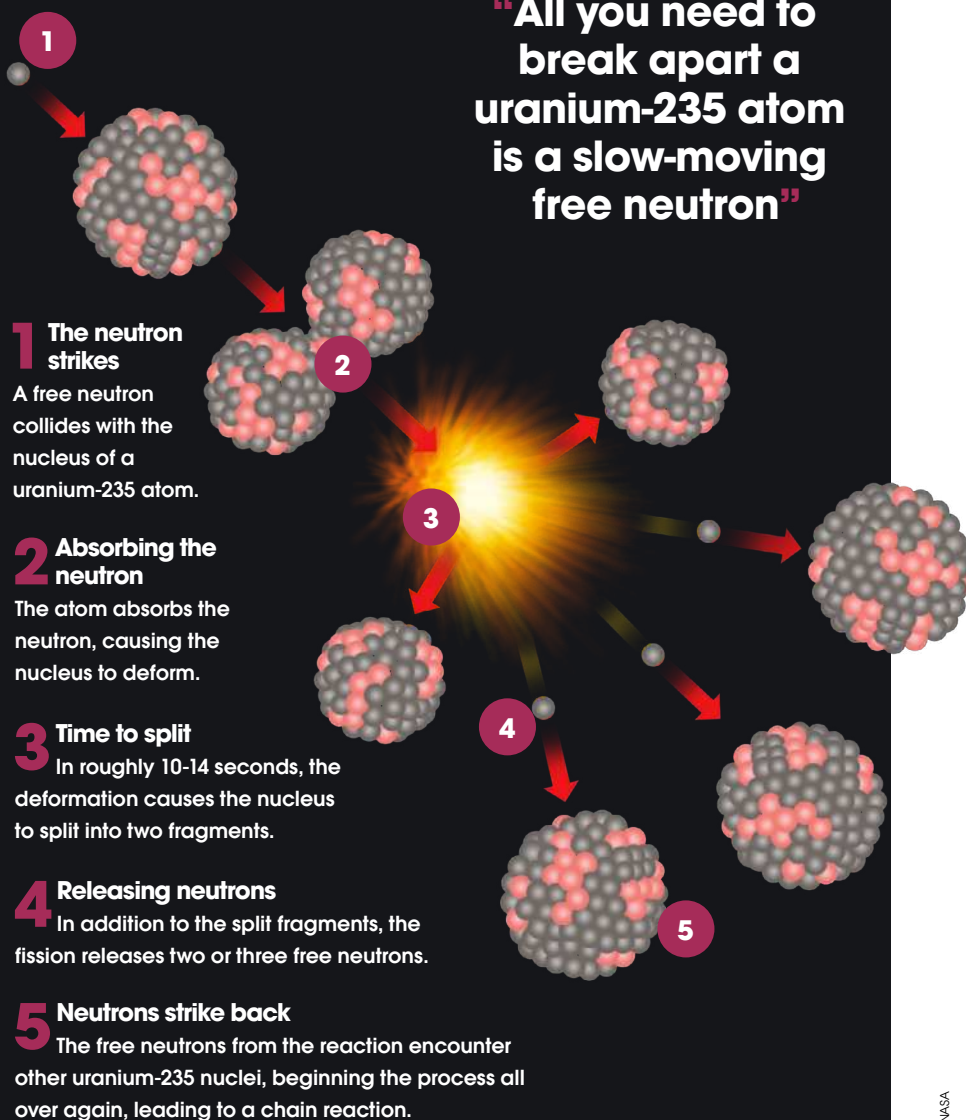 1
“All you need to
break apart a
uranium-235 atom
is a slow-moving
free neutron”
2
3
4
5
1 The neutron
strikes
A free neutron
collides with the
nucleus of a
uranium-235 atom.
2 Absorbing the
neutron
The atom absorbs the
neutron, causing the
nucleus to deform.
3 Time to split
In roughly 10-14 seconds, the
deformation causes the nucleus
to split into two fragments.
4 Releasing neutrons
In addition to the split fragments, the
fission releases two or three free neutrons.
5 Neutrons strike back
The free neutrons from the reaction encounter
other uranium-235 nuclei, beginning the process all
over again, leading to a chain reaction.
NASA